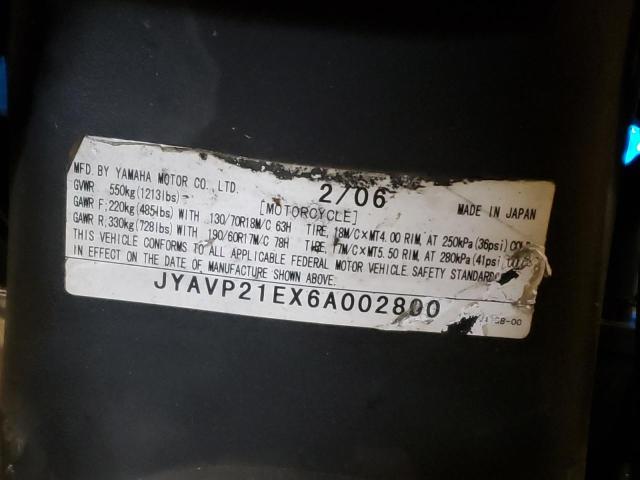 MFD. BY YAMAHA MOTOR CO., LTD. 2/06 MADE IN JAPAN
GVWR 550kg(1213lbs) [MOTORCYCLE]
GAWR F:220kg(485lbs) WITH 130/70R18M/C 63H TIRE, 18M/C×MT4.00 RIM, AT 250kPa(36psi) COLD
GAWR R,330kg(728lbs) WITH 190/60R17M/C 78H 17M/C×MT5.50 RIM, AT 280kPa(41psi)
THIS VEHICLE CONFORMS TO ALL APPLICABLE FEDERAL MOTOR VEHICLE SAFETY STANDARDS
IN EFFECT ON THE DATE OF MANUFACTURE SHOWN ABOVE.
JYAVP21EX6A002800